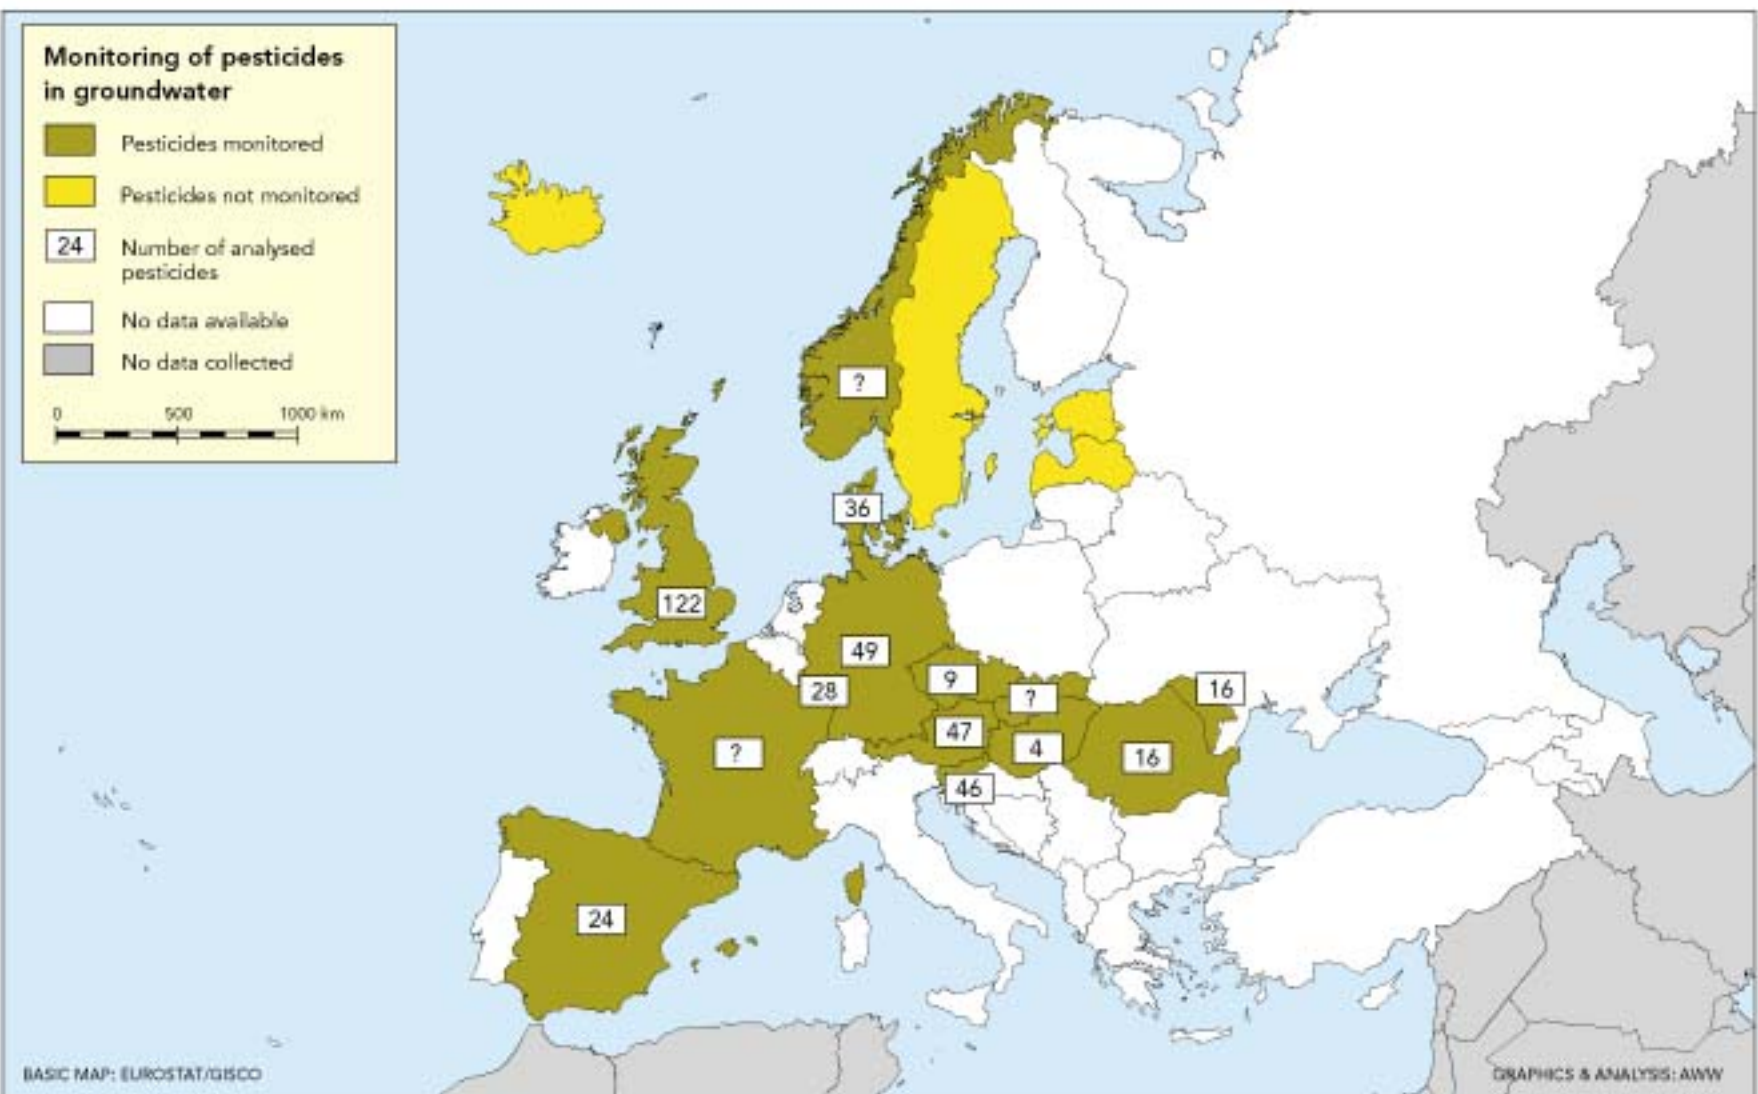 Monitoring of pesticides
in groundwater
Pesticides monitored
Pesticides not monitored
24
Number of analysed
pesticides
No data available
No data collected
0 500 1000 km
?
36
122
49
28
9
?
16
47
4
16
?
46
24
BASIC MAP: EUROSTAT/GISCO
GRAPHICS & ANALYSIS: AWW